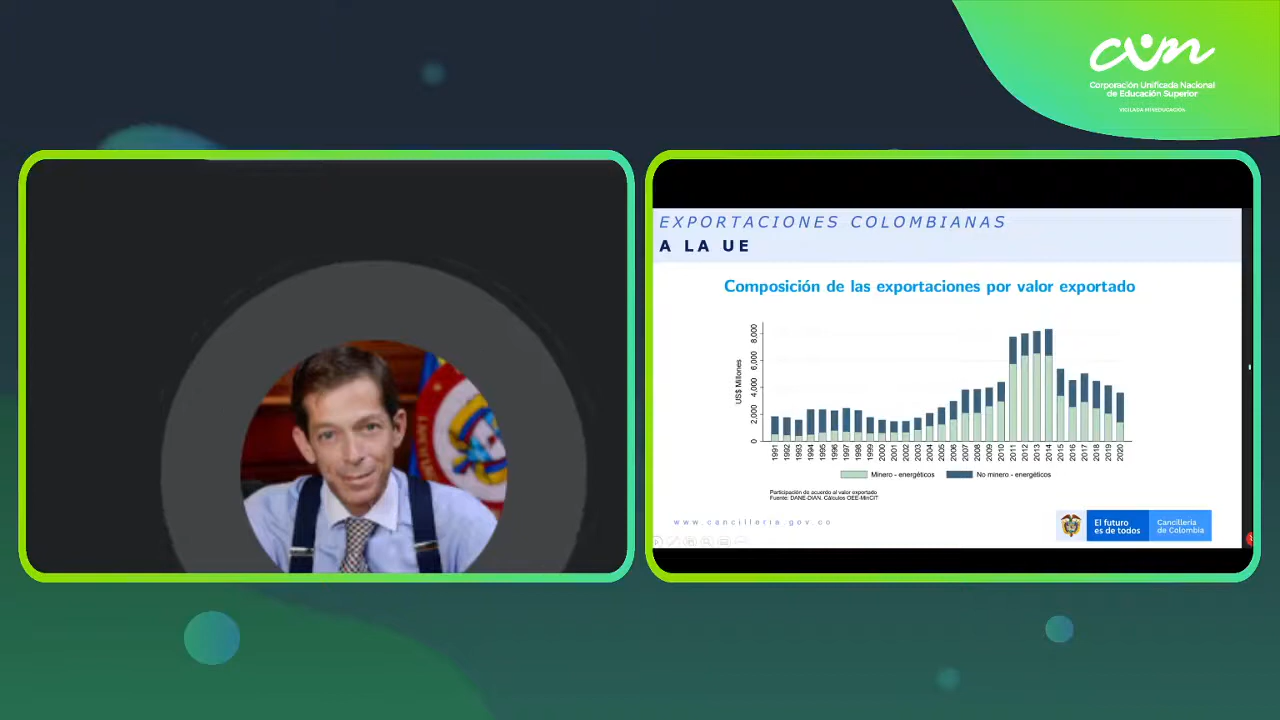 cun
Corporación Unificada Nacional
de Educación Superior
VIGILADA MINEDUCACIÓN
EXPORTACIONES COLOMBIANAS
A LA UE
Composición de las exportaciones por valor exportado
US$ Millones
8,000
6,000
4,000
2,000
0
1991 1992 1993 1994 1995 1996 1997 1998 1999 2000 2001 2002 2003 2004 2005 2006 2007 2008 2009 2010 2011 2012 2013 2014 2015 2016 2017 2018 2019 2020
Minero - energéticos No minero - energéticos
Participación de acuerdo al valor exportado
Fuente: DANE-DIAN. Cálculos OEE-MinCIT
www.cancilleria.gov.co
El futuro
es de todos
Cancillería
de Colombia